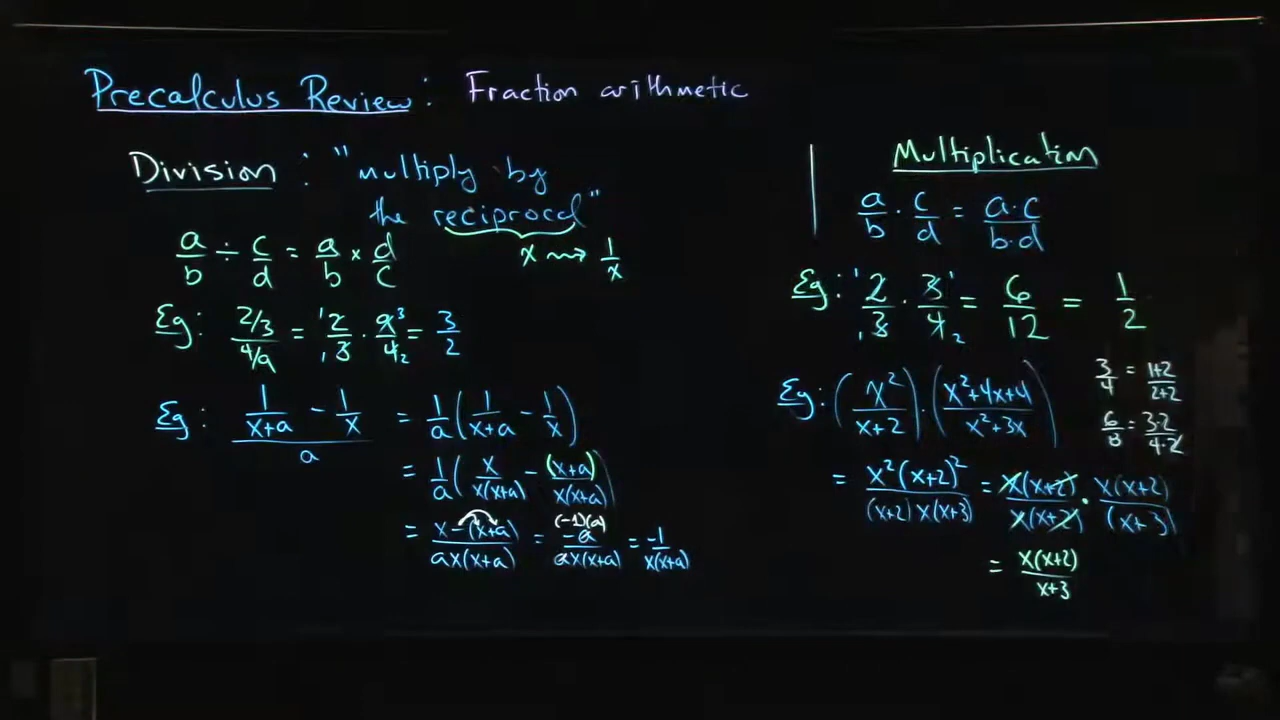 Precalculus Review: Fraction arithmetic
Division: "multiply by
the reciprocal"
x ⇝ 1/x
a/b ÷ c/d = a/b × d/c
Eg: (2/3)/(4/9) = 2/3 · 9/4 = 3/2
Eg: (1/(x+a) - 1/x)/a = 1/a (1/(x+a) - 1/x)
= 1/a (x/(x(x+a)) - (x+a)/(x(x+a)))
= (x-(x+a))/(ax(x+a)) = (-1)(a) -a/(ax(x+a)) = -1/(x(x+a))
Multiplication
a/b · c/d = (a·c)/(b·d)
Eg: 2/3 · 3/4 = 6/12 = 1/2
3/4 = (1+2)/(2+2)
6/8 = (3·2)/(4·2)
Eg: (x²/(x+2)) · ((x²+4x+4)/(x²+3x))
= (x²(x+2)²)/((x+2)x(x+3)) = (x(x+2))/(x(x+2)) · (x(x+2))/((x+3))
= (x(x+2))/(x+3)